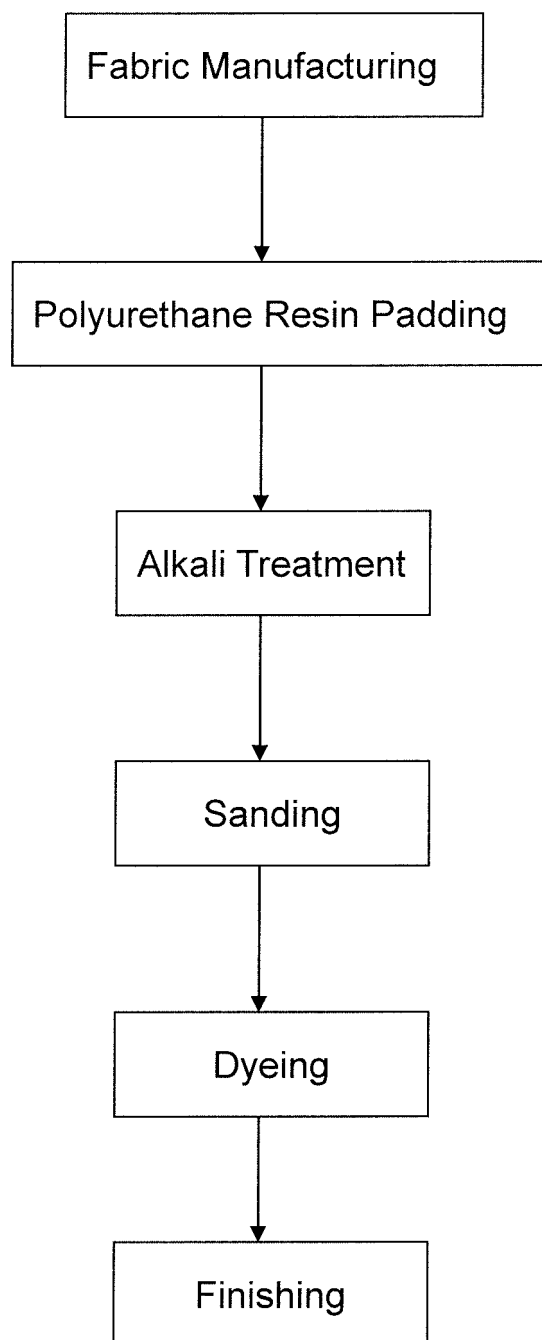 Fabric Manufacturing
Polyurethane Resin Padding
Alkali Treatment
Sanding
Dyeing
Finishing